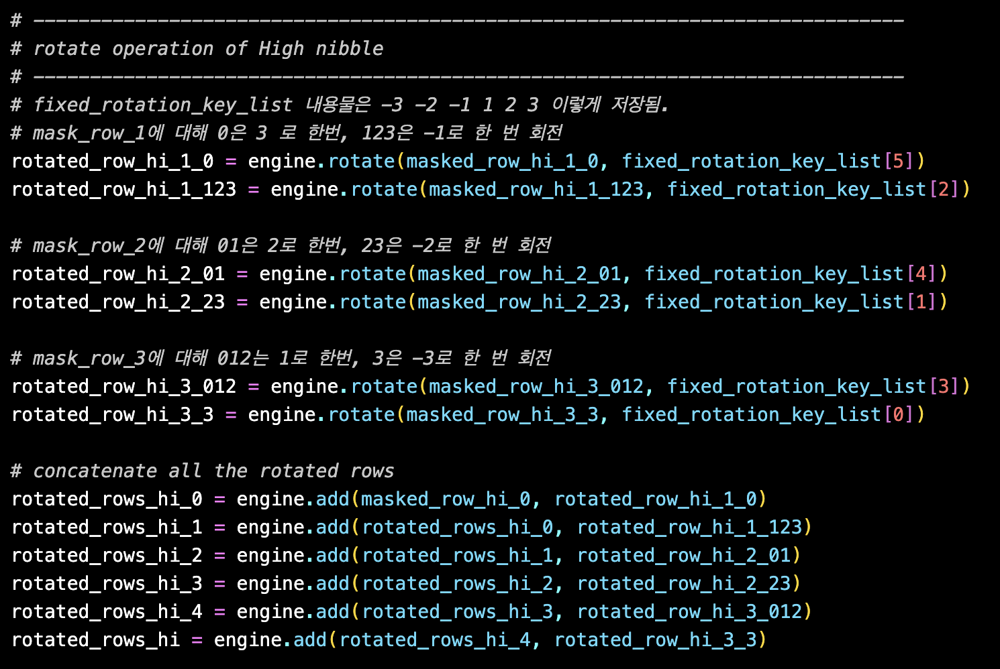 # ------------------------------------------------------------------------------
# rotate operation of High nibble
# ------------------------------------------------------------------------------
# fixed_rotation_key_list 내용물은 -3 -2 -1 1 2 3 이렇게 저장됨.
# mask_row_1에 대해 0은 3 로 한번, 123은 -1로 한 번 회전
rotated_row_hi_1_0 = engine.rotate(masked_row_hi_1_0, fixed_rotation_key_list[5])
rotated_row_hi_1_123 = engine.rotate(masked_row_hi_1_123, fixed_rotation_key_list[2])

# mask_row_2에 대해 01은 2로 한번, 23은 -2로 한 번 회전
rotated_row_hi_2_01 = engine.rotate(masked_row_hi_2_01, fixed_rotation_key_list[4])
rotated_row_hi_2_23 = engine.rotate(masked_row_hi_2_23, fixed_rotation_key_list[1])

# mask_row_3에 대해 012는 1로 한번, 3은 -3로 한 번 회전
rotated_row_hi_3_012 = engine.rotate(masked_row_hi_3_012, fixed_rotation_key_list[3])
rotated_row_hi_3_3 = engine.rotate(masked_row_hi_3_3, fixed_rotation_key_list[0])

# concatenate all the rotated rows
rotated_rows_hi_0 = engine.add(masked_row_hi_0, rotated_row_hi_1_0)
rotated_rows_hi_1 = engine.add(rotated_rows_hi_0, rotated_row_hi_1_123)
rotated_rows_hi_2 = engine.add(rotated_rows_hi_1, rotated_row_hi_2_01)
rotated_rows_hi_3 = engine.add(rotated_rows_hi_2, rotated_row_hi_2_23)
rotated_rows_hi_4 = engine.add(rotated_rows_hi_3, rotated_row_hi_3_012)
rotated_rows_hi = engine.add(rotated_rows_hi_4, rotated_row_hi_3_3)